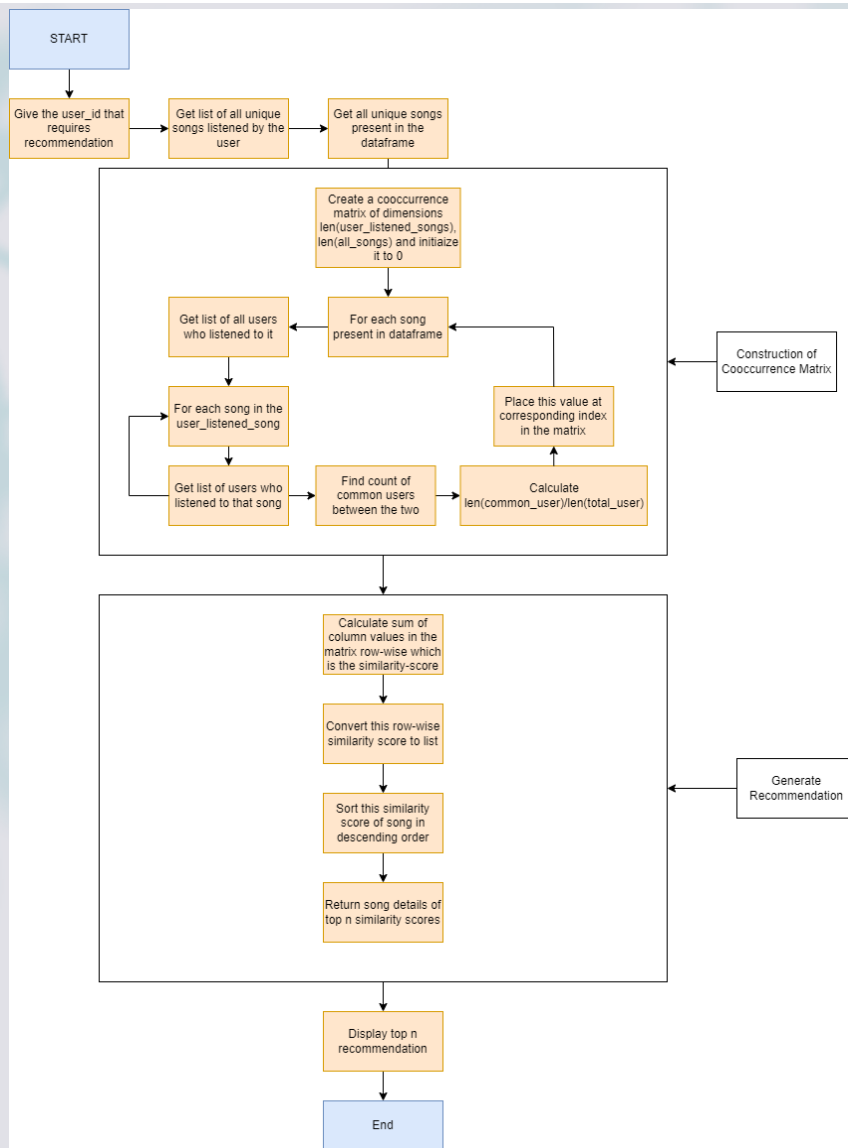 START
Give the user_id that
requires
recommendation
Get list of all unique
songs listened by the
user
Get all unique songs
present in the
dataframe
Create a cooccurrence
matrix of dimensions
len(user_listened_songs),
len(all_songs) and initiaize
it to 0
For each song
present in dataframe
Get list of all users
who listened to it
For each song in the
user_listened_song
Get list of users who
listened to that song
Find count of
common users
between the two
Calculate
len(common_user)/len(total_user)
Place this value at
corresponding index
in the matrix
Construction of
Cooccurrence Matrix
Calculate sum of
column values in the
matrix row-wise which
is the similarity-score
Convert this row-wise
similarity score to list
Sort this similarity
score of song in
descending order
Return song details of
top n similarity scores
Generate
Recommendation
Display top n
recommendation
End